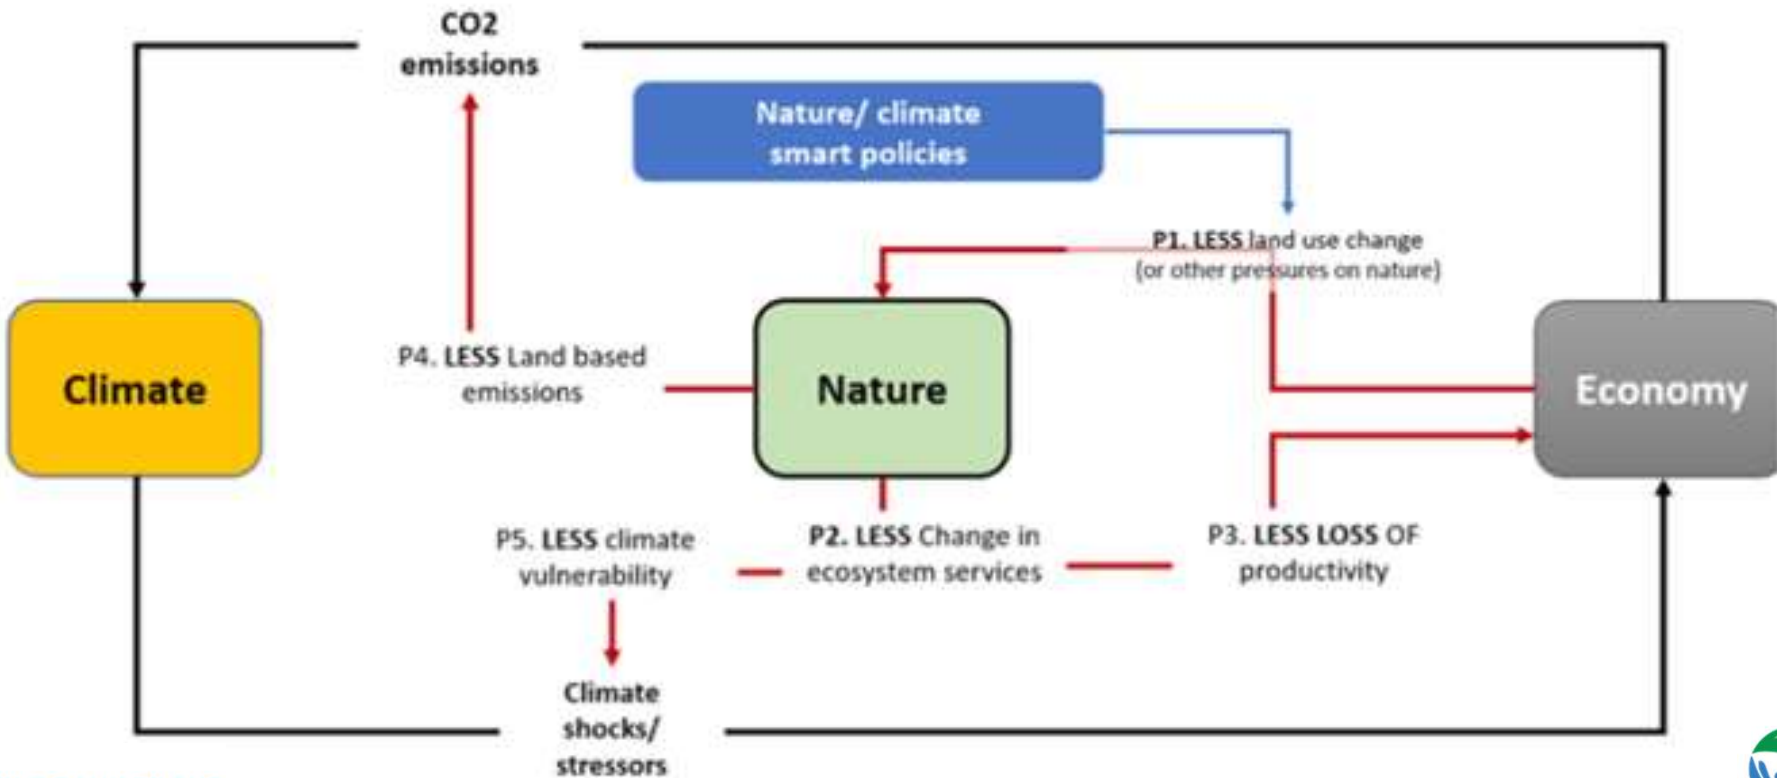 CO2
emissions
Nature/ climate
smart policies
P1. LESS land use change
(or other pressures on nature)
P4. LESS Land based
emissions
Climate
Nature
Economy
P5. LESS climate
vulnerability
P2. LESS Change in
ecosystem services
P3. LESS LOSS OF
productivity
Climate
shocks/
stressors